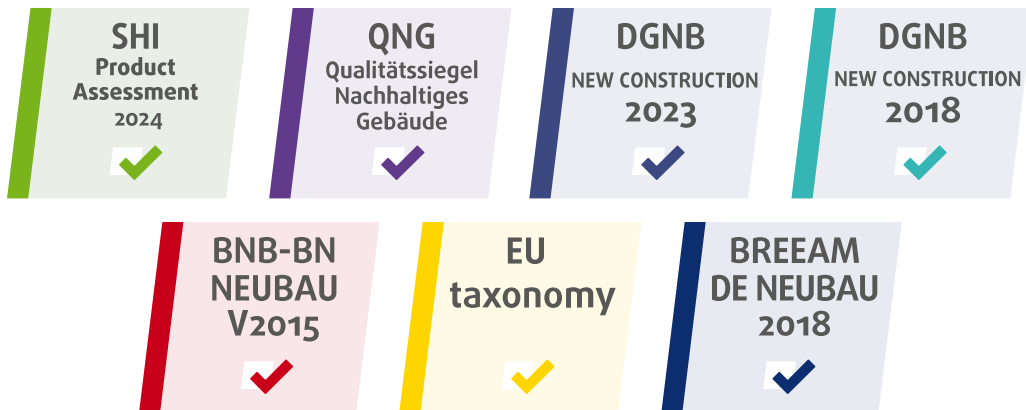 SHI
Product
Assessment
2024
QNG
Qualitätssiegel
Nachhaltiges
Gebäude
DGNB
NEW CONSTRUCTION
2023
DGNB
NEW CONSTRUCTION
2018
BNB-BN
NEUBAU
V2015
EU
taxonomy
BREEAM
DE NEUBAU
2018